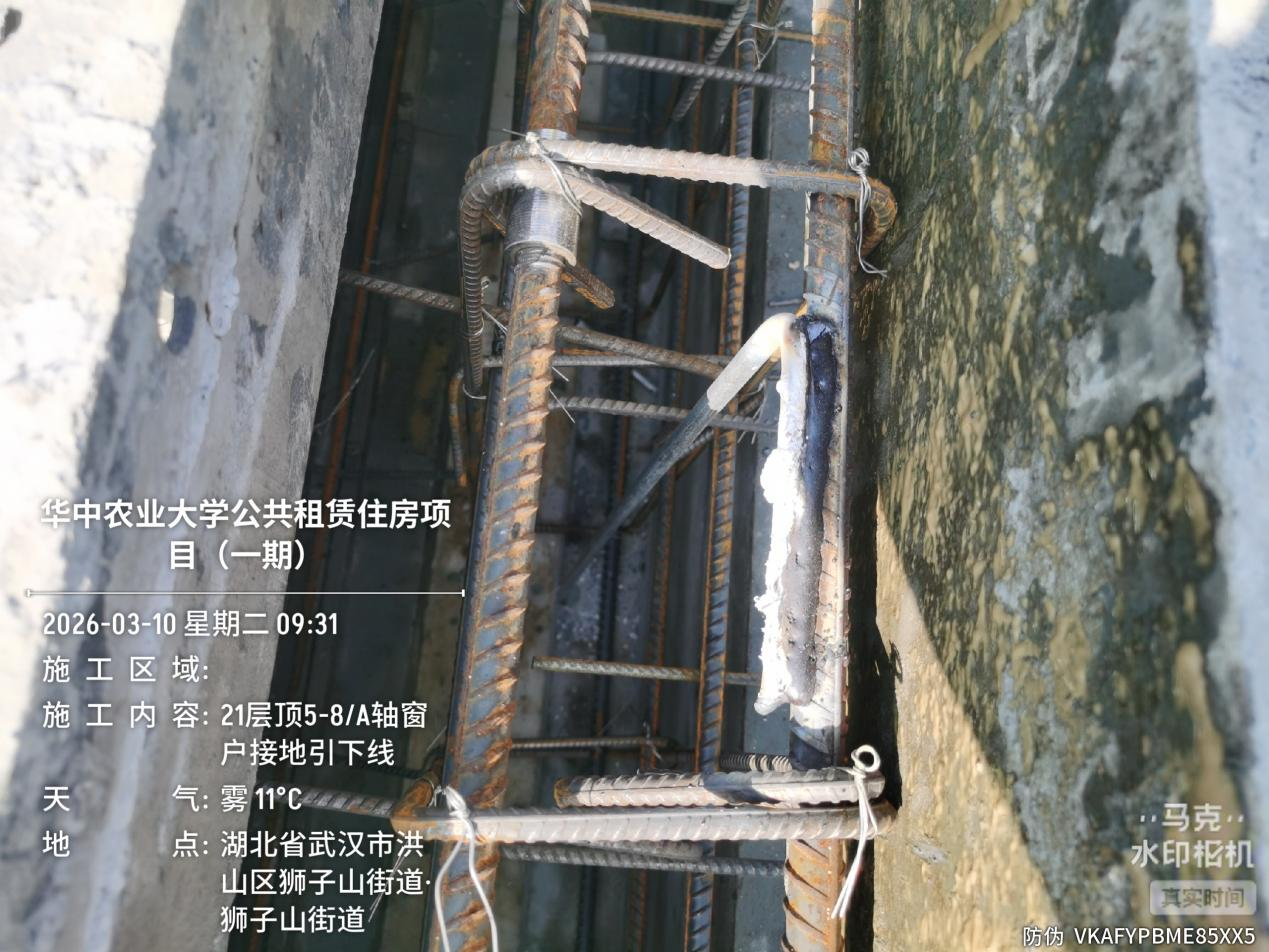 华中农业大学公共租赁住房项
目（一期）
2026-03-10 星期二 09:31
施工区域:
施工内容: 21层顶5-8/A轴窗
户接地引下线
天气: 雾 11°C
地点: 湖北省武汉市洪
山区狮子山街道·
狮子山街道
马克
水印相机
真实时间
防伪 VKAFYPBME85XX5